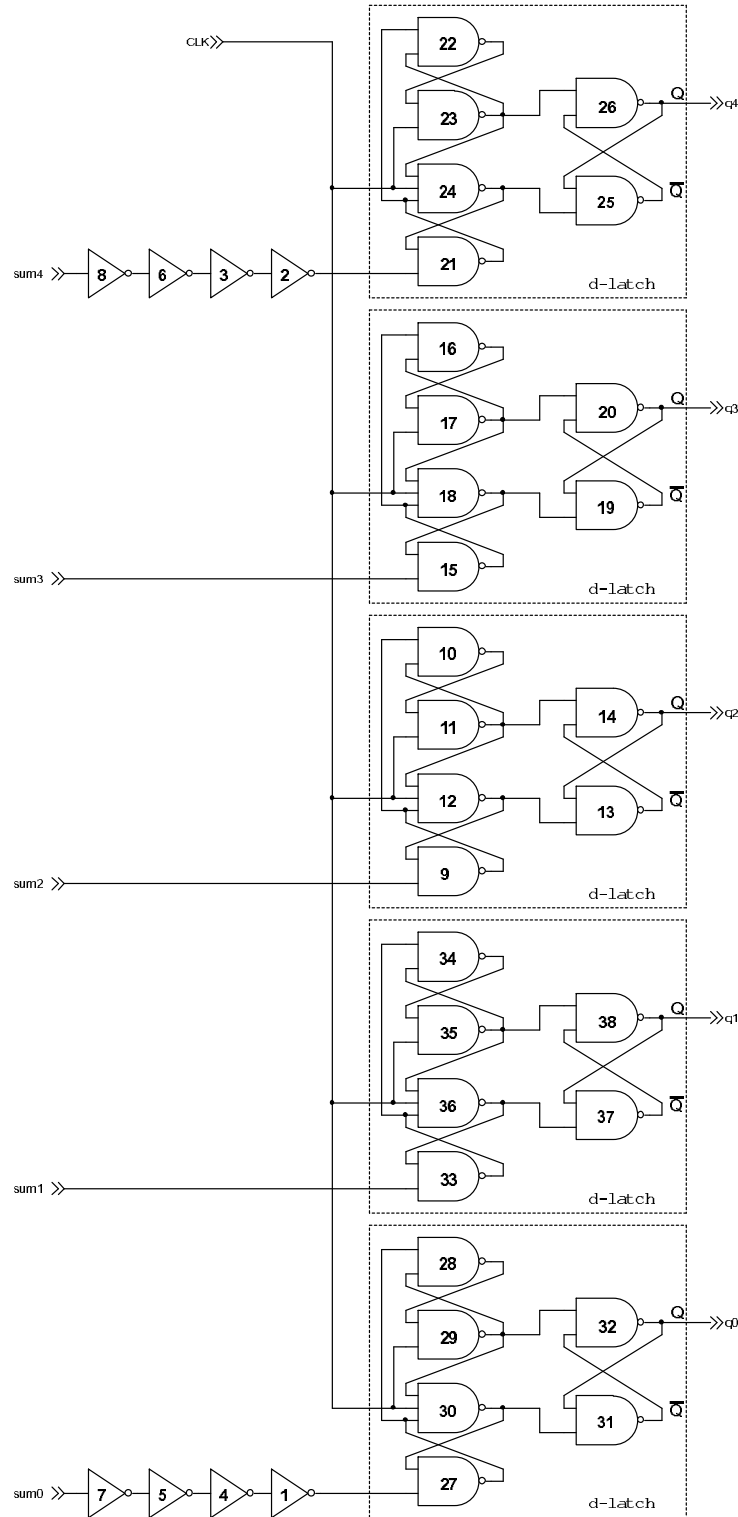 22
CLK
Q
26
q4
23
24
Q
25
sum4
8
6
3
2
21
d-latch
16
Q
20
q3
17
18
Q
19
sum3
15
d-latch
10
Q
14
q2
11
12
Q
13
sum2
9
d-latch
34
Q
38
q1
35
36
Q
37
sum1
33
d-latch
28
Q
32
q0
29
30
Q
31
sum0
7
5
4
1
27
d-latch